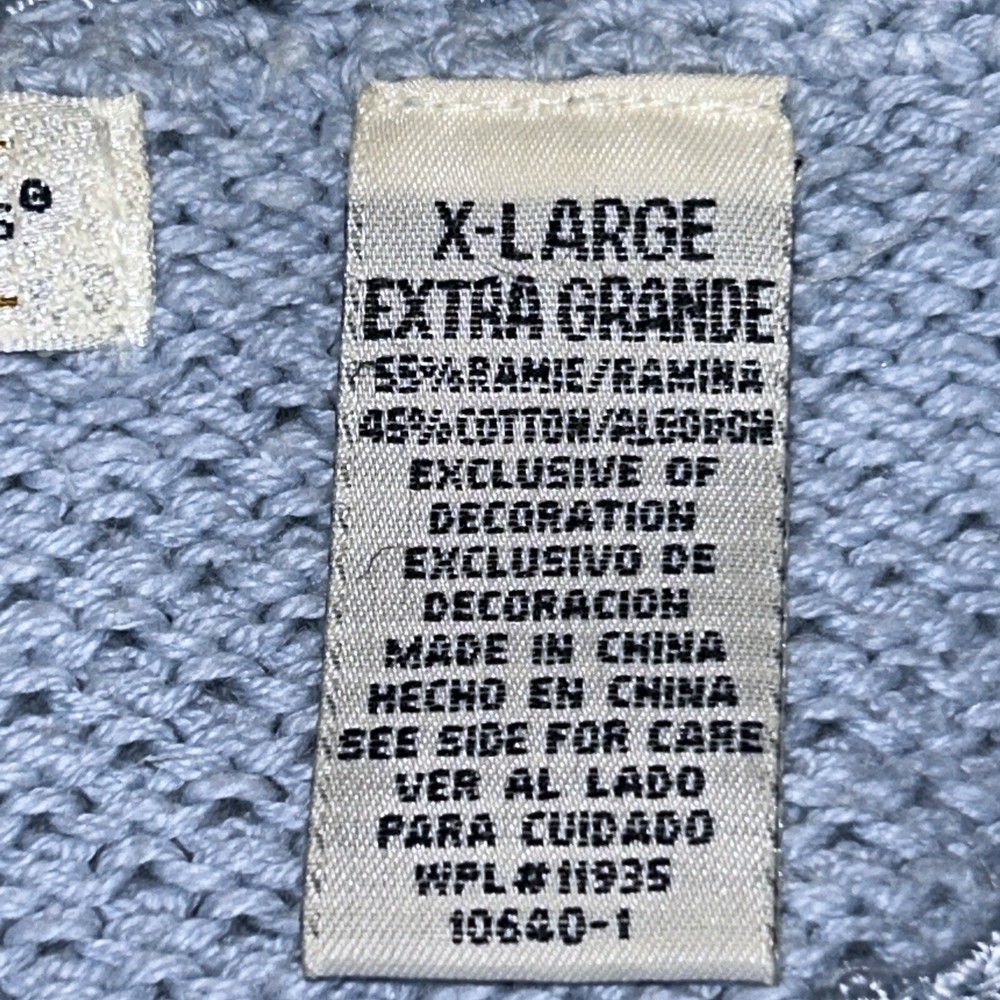 X-LARGE
EXTRA GRANDE
55% RAMIE/RAMINA
45% COTTON/ALGODON
EXCLUSIVE OF
DECORATION
EXCLUSIVO DE
DECORACION
MADE IN CHINA
HECHO EN CHINA
SEE SIDE FOR CARE
VER AL LADO
PARA CUIDADO
WPL#11935
10640-1